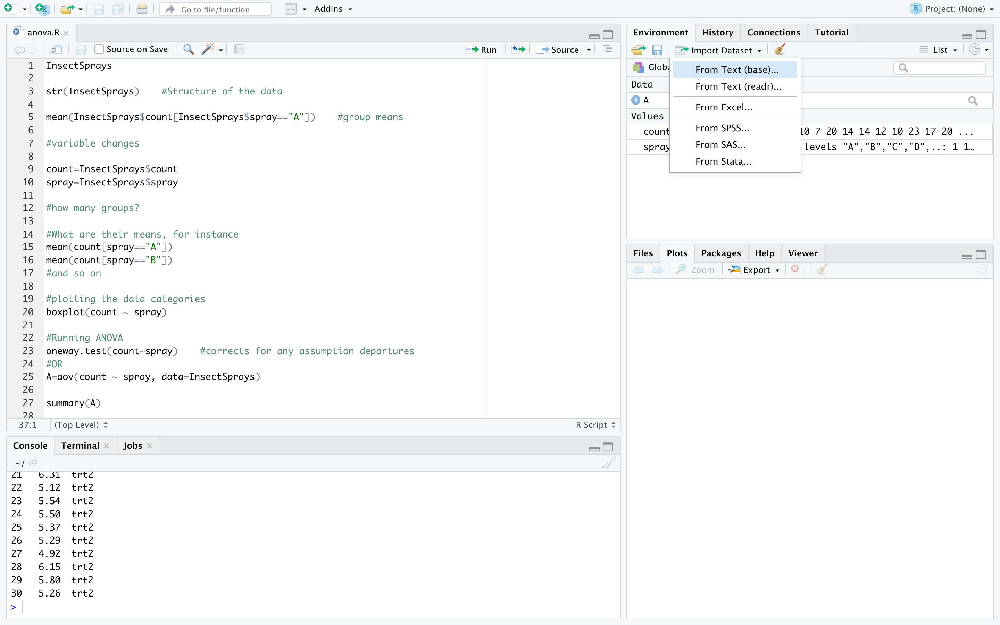 Go to file/function
Addins
Project: (None)
anova.R
Source on Save
Run
Source
1 InsectSprays
2
3 str(InsectSprays)    #Structure of the data
4
5 mean(InsectSprays$count[InsectSprays$spray=="A"])    #group means
6
7 #variable changes
8
9 count=InsectSprays$count
10 spray=InsectSprays$spray
11
12 #how many groups?
13
14 #What are their means, for instance
15 mean(count[spray=="A"])
16 mean(count[spray=="B"])
17 #and so on
18
19 #plotting the data categories
20 boxplot(count ~ spray)
21
22 #Running ANOVA
23 oneway.test(count~spray)    #corrects for any assumption departures
24 #OR
25 A=aov(count ~ spray, data=InsectSprays)
26
27 summary(A)
28
37:1 (Top Level) R Script
Console Terminal Jobs
~/
21 6.31 trt2
22 5.12 trt2
23 5.54 trt2
24 5.50 trt2
25 5.37 trt2
26 5.29 trt2
27 4.92 trt2
28 6.15 trt2
29 5.80 trt2
30 5.26 trt2
>
Environment History Connections Tutorial
Import Dataset List
Globa
From Text (base)...
From Text (readr)...
From Excel...
From SPSS...
From SAS...
From Stata...
Data
A
Values
count 10 7 20 14 14 12 10 23 17 20 ...
spray levels "A","B","C","D",..: 1 1…
Files Plots Packages Help Viewer
Zoom Export